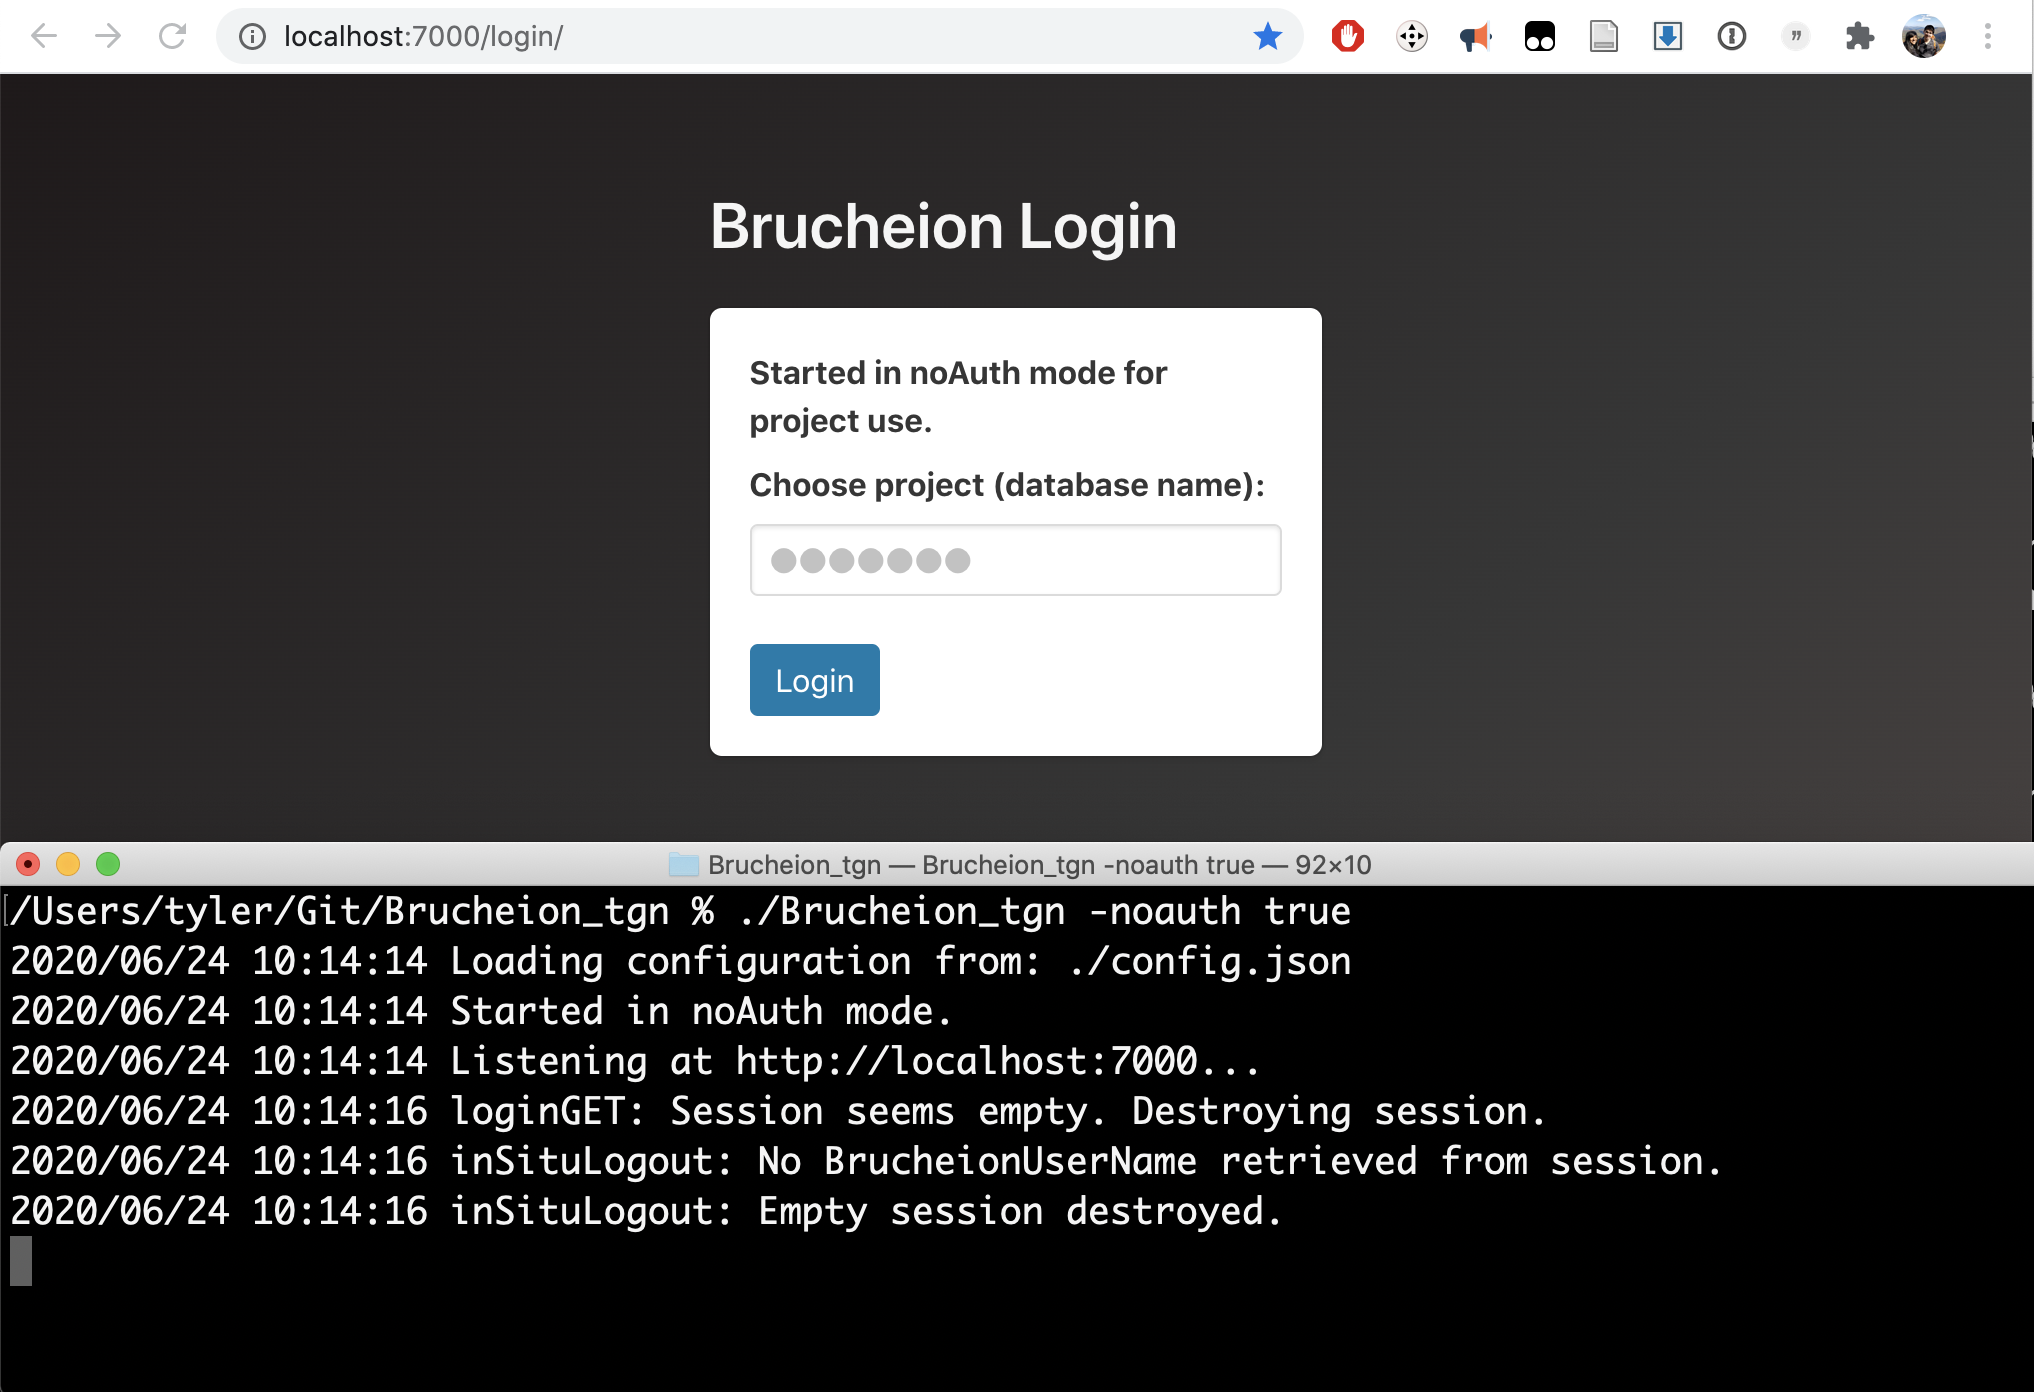 localhost:7000/login/
Brucheion Login
Started in noAuth mode for
project use.
Choose project (database name):
●●●●●●●
Login
Brucheion_tgn — Brucheion_tgn -noauth true — 92×10
/Users/tyler/Git/Brucheion_tgn % ./Brucheion_tgn -noauth true
2020/06/24 10:14:14 Loading configuration from: ./config.json
2020/06/24 10:14:14 Started in noAuth mode.
2020/06/24 10:14:14 Listening at http://localhost:7000...
2020/06/24 10:14:16 loginGET: Session seems empty. Destroying session.
2020/06/24 10:14:16 inSituLogout: No BrucheionUserName retrieved from session.
2020/06/24 10:14:16 inSituLogout: Empty session destroyed.